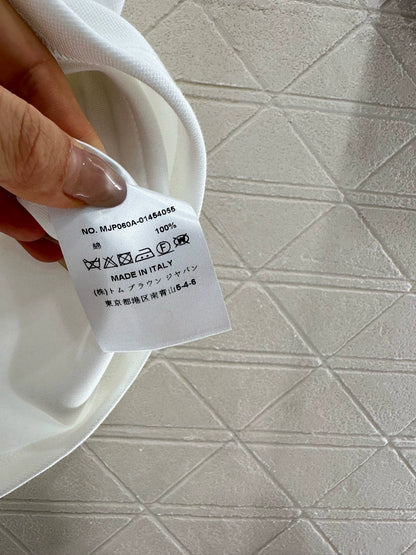 NO. MJP060A-01454055
綿 100%
F
MADE IN ITALY
(株)トム ブラウン ジャパン
東京都港区南青山5-4-6